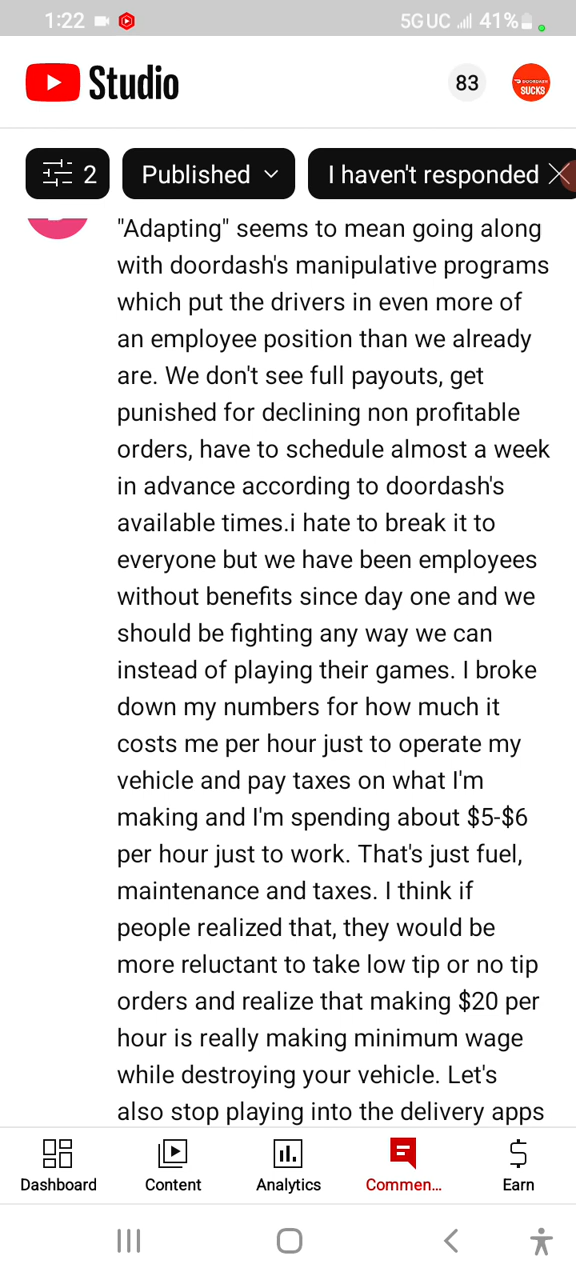 1:22 5G UC 41%
Studio 83 DOORDASH SUCKS
2 Published I haven't responded
"Adapting" seems to mean going along
with doordash's manipulative programs
which put the drivers in even more of
an employee position than we already
are. We don't see full payouts, get
punished for declining non profitable
orders, have to schedule almost a week
in advance according to doordash's
available times.i hate to break it to
everyone but we have been employees
without benefits since day one and we
should be fighting any way we can
instead of playing their games. I broke
down my numbers for how much it
costs me per hour just to operate my
vehicle and pay taxes on what I'm
making and I'm spending about $5-$6
per hour just to work. That's just fuel,
maintenance and taxes. I think if
people realized that, they would be
more reluctant to take low tip or no tip
orders and realize that making $20 per
hour is really making minimum wage
while destroying your vehicle. Let's
also stop playing into the delivery apps
Dashboard Content Analytics Commen... Earn